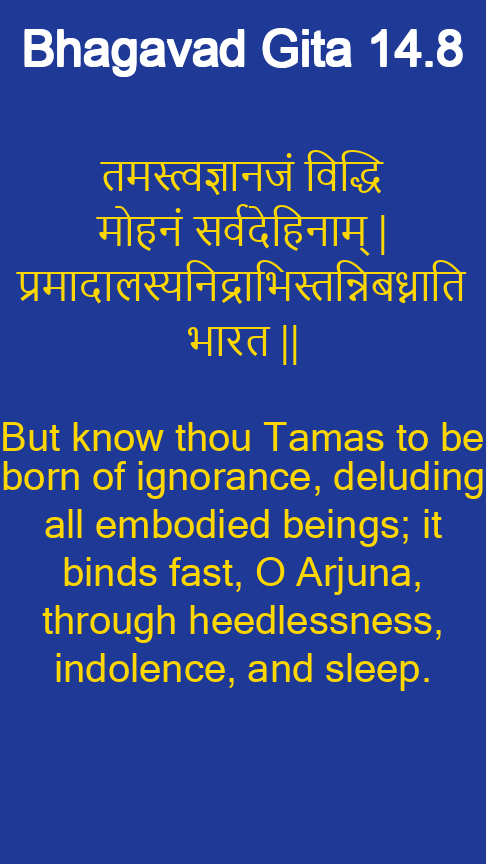 Bhagavad Gita 14.8
तमस्त्वज्ञानजं विद्धि
मोहनं सर्वदेहिनाम् |
प्रमादालस्यनिद्राभिस्तन्निबध्नाति
भारत ||
But know thou Tamas to be
born of ignorance, deluding
all embodied beings; it
binds fast, O Arjuna,
through heedlessness,
indolence, and sleep.